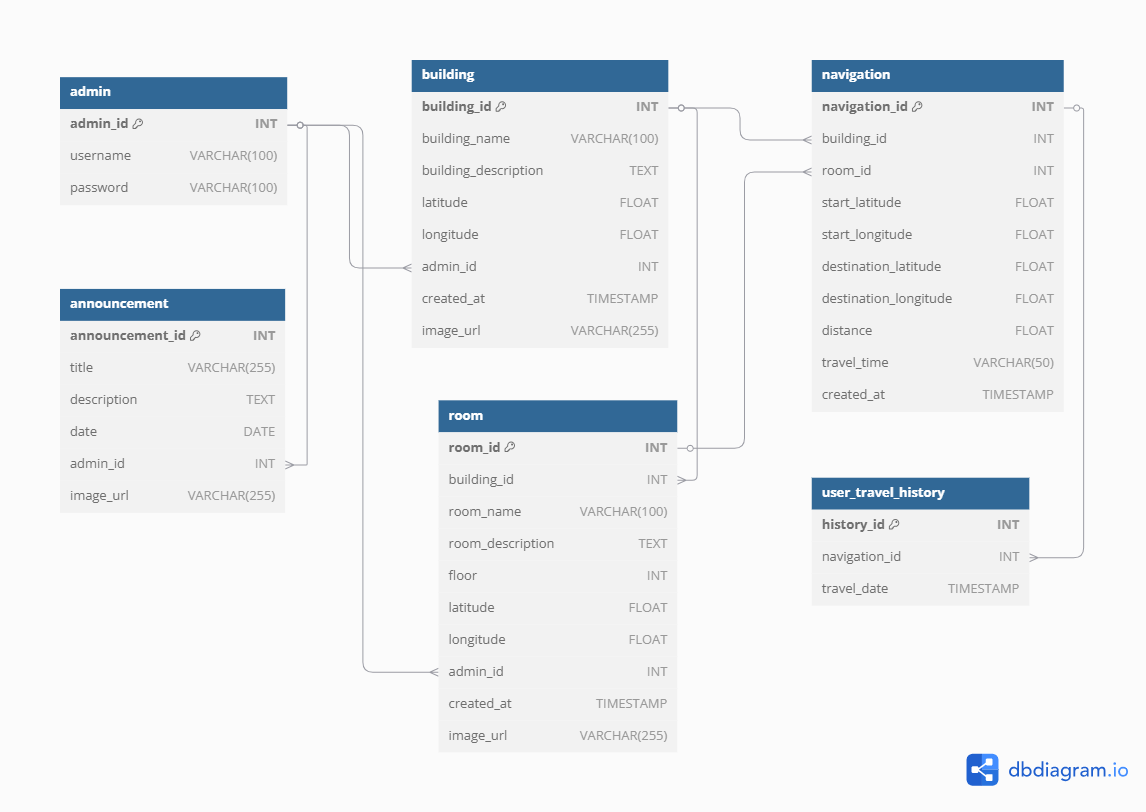 admin
admin_id INT
username VARCHAR(100)
password VARCHAR(100)
announcement
announcement_id INT
title VARCHAR(255)
description TEXT
date DATE
admin_id INT
image_url VARCHAR(255)
building
building_id INT
building_name VARCHAR(100)
building_description TEXT
latitude FLOAT
longitude FLOAT
admin_id INT
created_at TIMESTAMP
image_url VARCHAR(255)
room
room_id INT
building_id INT
room_name VARCHAR(100)
room_description TEXT
floor INT
latitude FLOAT
longitude FLOAT
admin_id INT
created_at TIMESTAMP
image_url VARCHAR(255)
navigation
navigation_id INT
building_id INT
room_id INT
start_latitude FLOAT
start_longitude FLOAT
destination_latitude FLOAT
destination_longitude FLOAT
distance FLOAT
travel_time VARCHAR(50)
created_at TIMESTAMP
user_travel_history
history_id INT
navigation_id INT
travel_date TIMESTAMP
dbdiagram.io